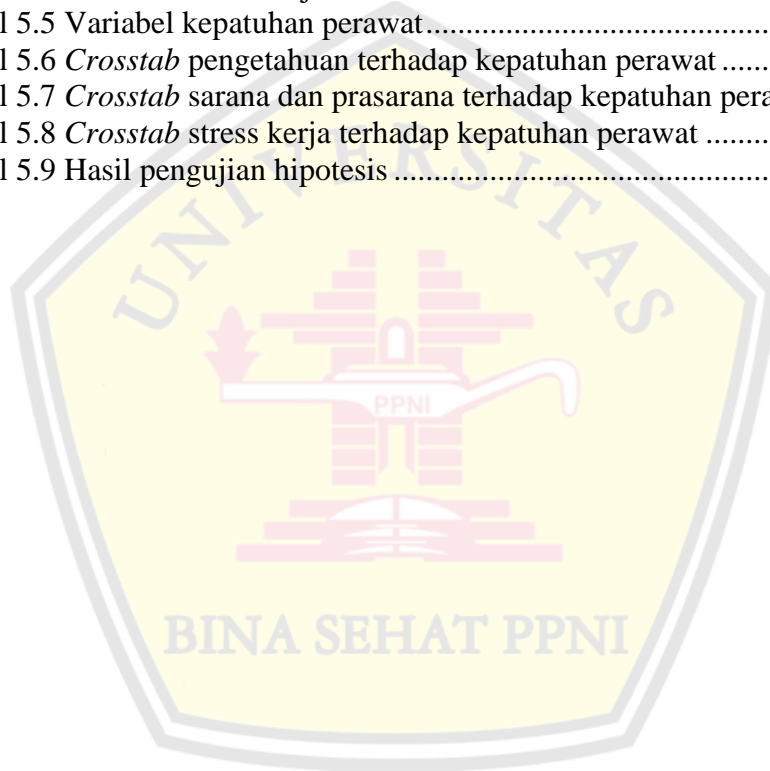 l 5.5 Variabel kepatuhan perawat.............................................
l 5.6 Crosstab pengetahuan terhadap kepatuhan perawat ......
l 5.7 Crosstab sarana dan prasarana terhadap kepatuhan pera
l 5.8 Crosstab stress kerja terhadap kepatuhan perawat ........
l 5.9 Hasil pengujian hipotesis .................................................
UNIVERSITAS
PPNI
BINA SEHAT PPNI